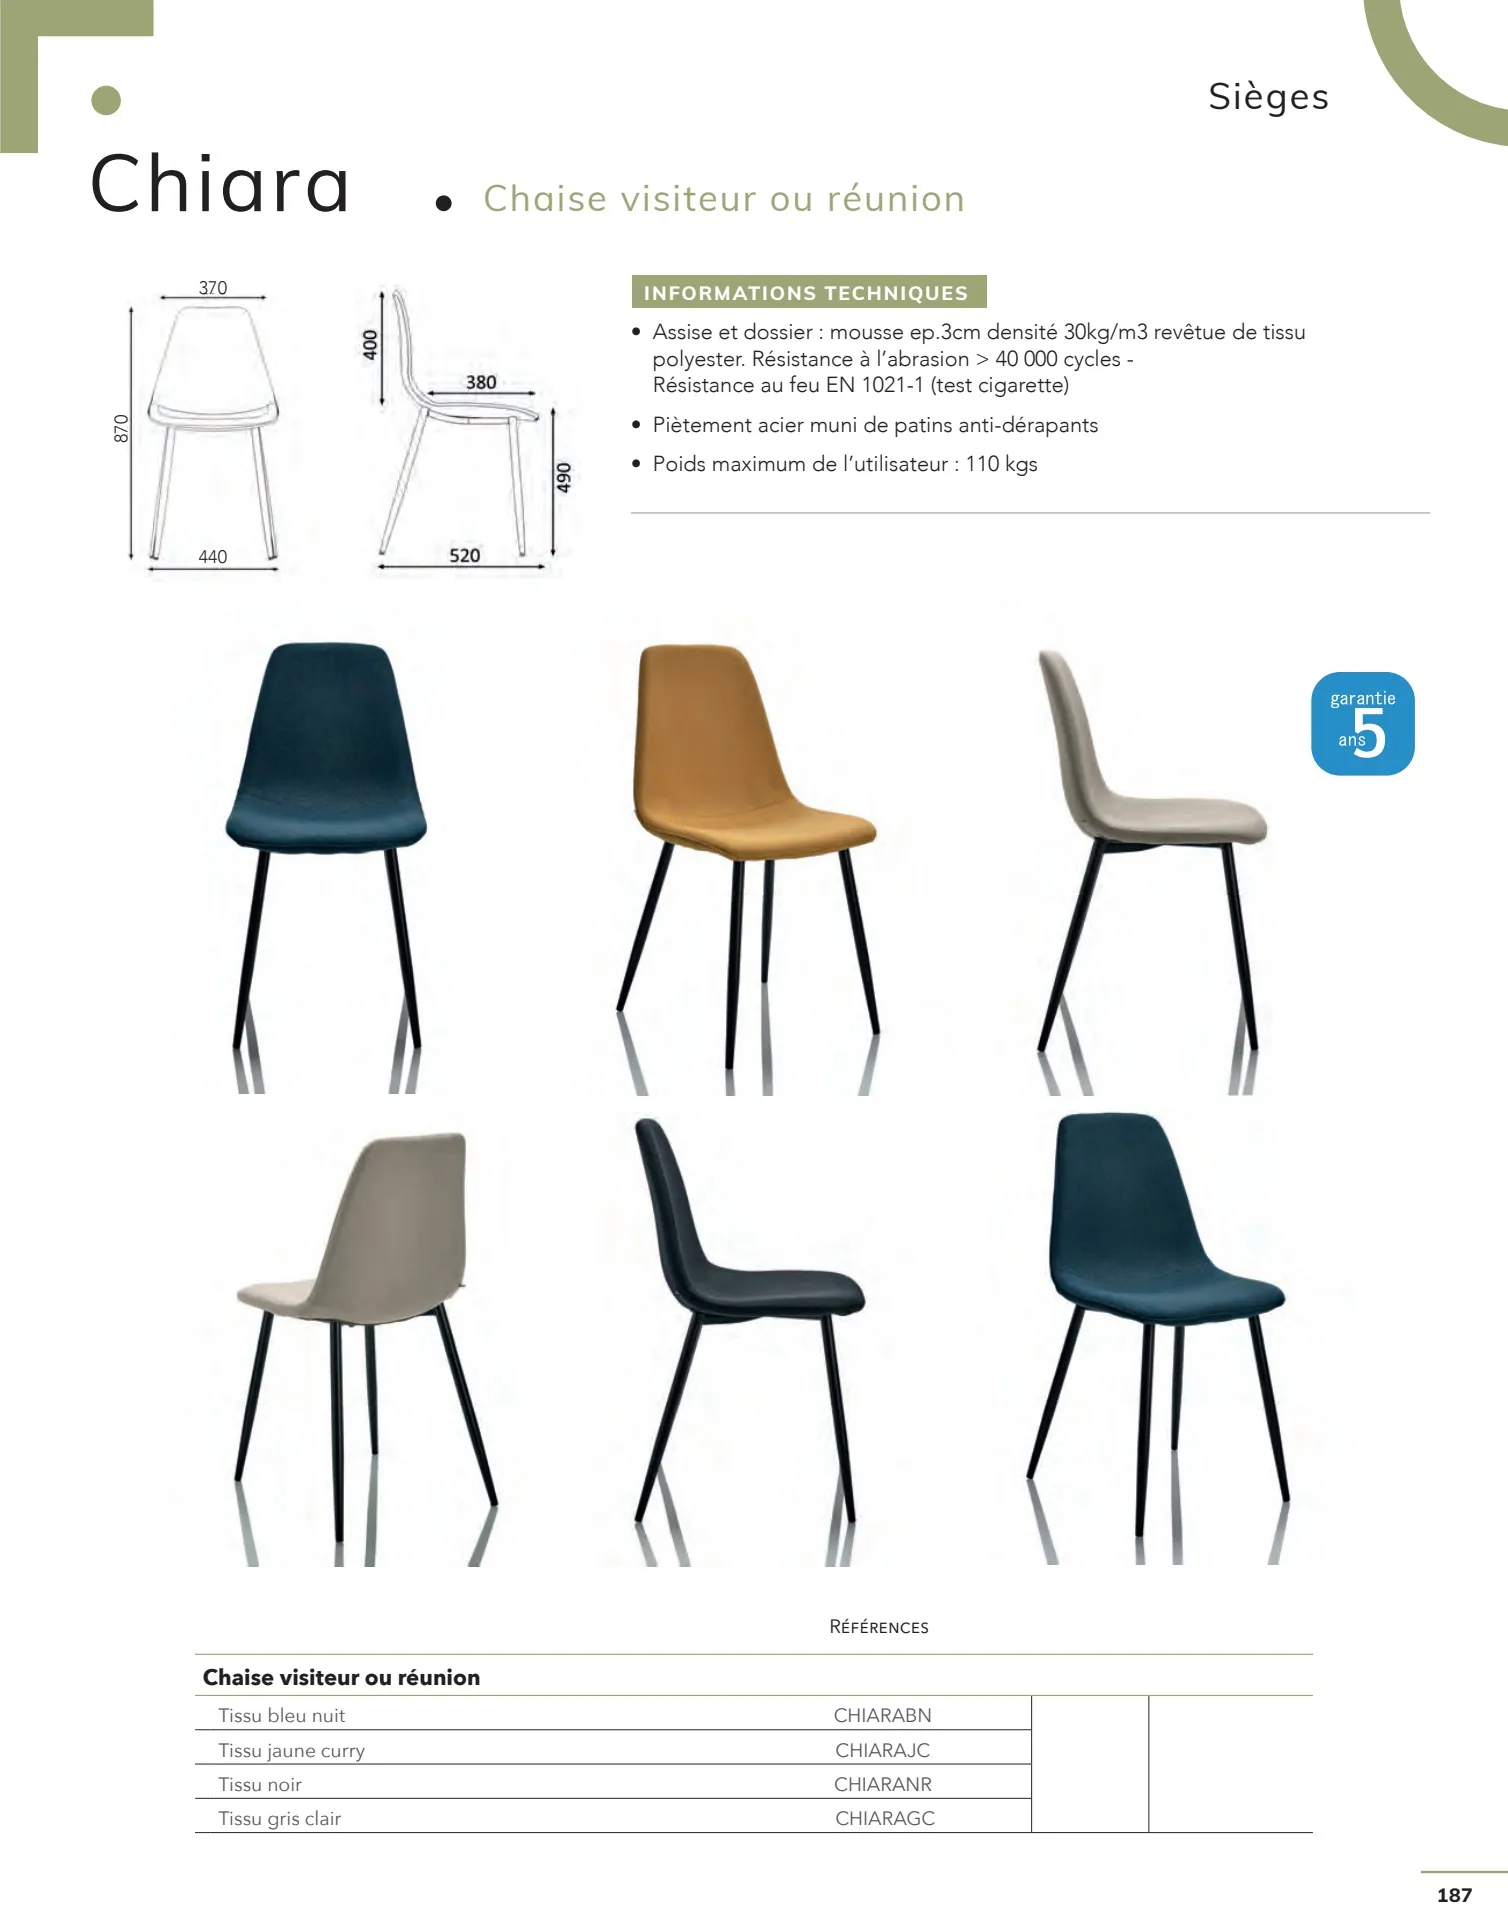 Sièges
Chiara
• Chaise visiteur ou réunion
370
870
440
400
380
490
520
INFORMATIONS TECHNIQUES
• Assise et dossier : mousse ep.3cm densité 30kg/m3 revêtue de tissu
polyester. Résistance à l’abrasion > 40 000 cycles -
Résistance au feu EN 1021-1 (test cigarette)
• Piètement acier muni de patins anti-dérapants
• Poids maximum de l’utilisateur : 110 kgs
garantie
5
ans
RÉFÉRENCES
Chaise visiteur ou réunion
Tissu bleu nuit CHIARABN
Tissu jaune curry CHIARAJC
Tissu noir CHIARANR
Tissu gris clair CHIARAGC
187